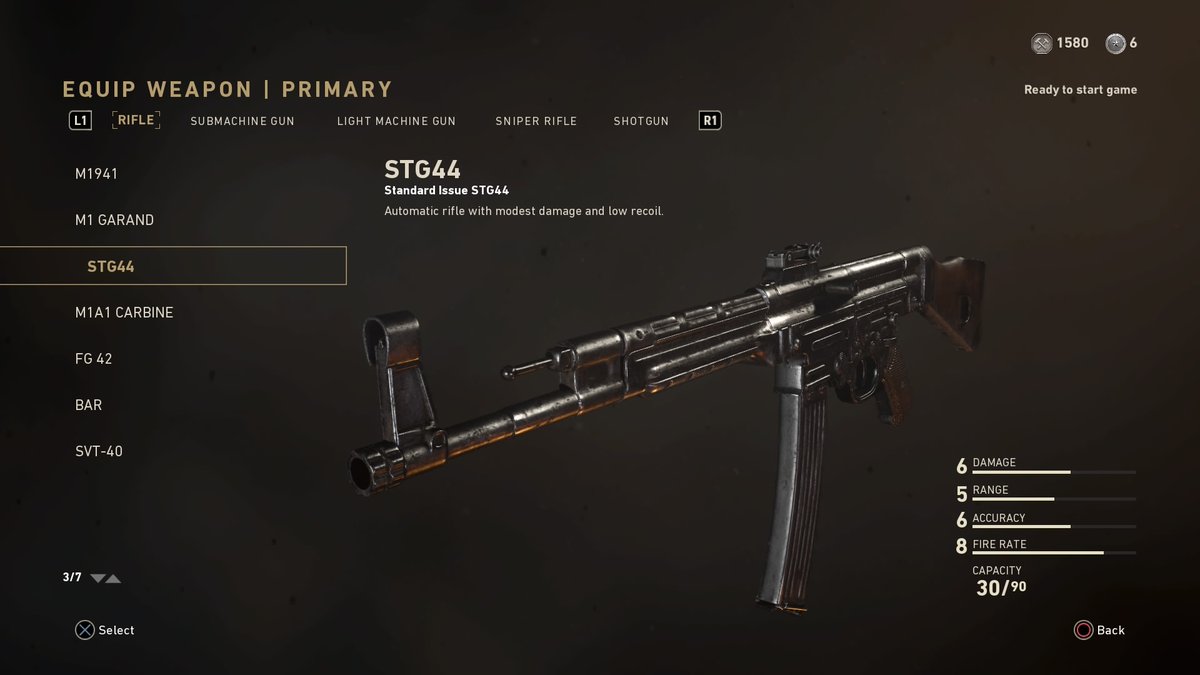 1580 6
EQUIP WEAPON | PRIMARY
Ready to start game
L1 RIFLE SUBMACHINE GUN LIGHT MACHINE GUN SNIPER RIFLE SHOTGUN R1
M1941
M1 GARAND
STG44
M1A1 CARBINE
FG 42
BAR
SVT-40
3/7
STG44
Standard Issue STG44
Automatic rifle with modest damage and low recoil.
6 DAMAGE
5 RANGE
6 ACCURACY
8 FIRE RATE
CAPACITY
30/90
Select
Back